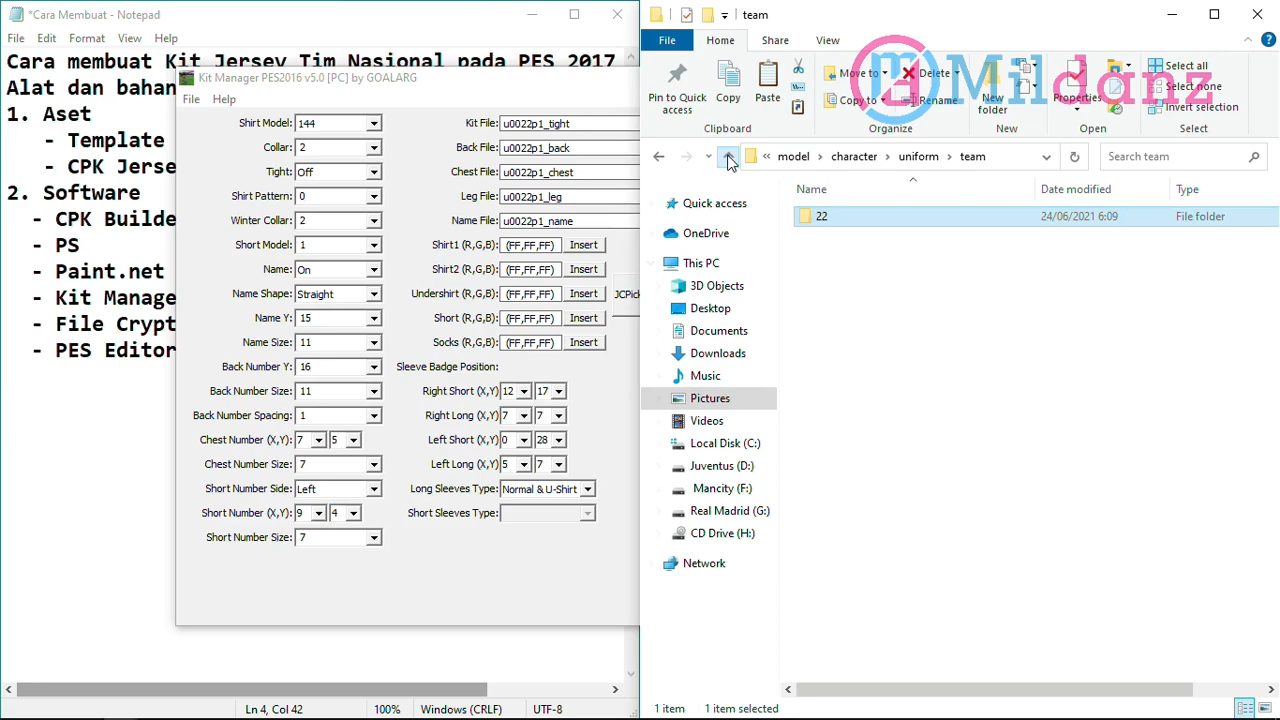 *Cara Membuat - Notepad
File Edit Format View Help
Cara membuat Kit Jersey Tim Nasional pada PES 2017
Alat dan bahan
1. Aset
- Template
- CPK Jerse
2. Software
- CPK Builde
- PS
- Paint.net
- Kit Manage
- File Crypt
- PES Editor
Ln 4, Col 42 100% Windows (CRLF) UTF-8
Kit Manager PES2016 v5.0[PC] by GOALARG
File Help
Shirt Model: 144
Collar: 2
Tight: Off
Shirt Pattern: 0
Winter Collar: 2
Short Model: 1
Name: On
Name Shape: Straight
Name Y: 15
Name Size: 11
Back Number Y: 16
Back Number Size: 11
Back Number Spacing: 1
Chest Number (X,Y): 7 5
Chest Number Size: 7
Short Number Side: Left
Short Number (X,Y): 9 4
Short Number Size: 7
Kit File: u0022p1_tight
Back File: u0022p1_back
Chest File: u0022p1_chest
Leg File: u0022p1_leg
Name File: u0022p1_name
Shirt1 (R,G,B): (FF,FF,FF) Insert
Shirt2 (R,G,B): (FF,FF,FF) Insert
Undershirt (R,G,B): (FF,FF,FF) Insert
JCPick
Short (R,G,B): (FF,FF,FF) Insert
Socks (R,G,B): (FF,FF,FF) Insert
Sleeve Badge Position:
Right Short (X,Y) 12 17
Right Long (X,Y) 7 7
Left Short (X,Y) 0 28
Left Long (X,Y) 5 7
Long Sleeves Type: Normal & U-Shirt
Short Sleeves Type:
team
File Home Share View
Mildanz
Pin to Quick access
Copy
Paste
Clipboard
Move to
Copy to
Delete
Rename
Organize
New folder
New
Properties
Open
Select all
Select none
Invert selection
Select
« model › character › uniform › team
Search team
Name Date modified Type
22 24/06/2021 6:09 File folder
Quick access
OneDrive
This PC
3D Objects
Desktop
Documents
Downloads
Music
Pictures
Videos
Local Disk (C:)
Juventus (D:)
Mancity (F:)
Real Madrid (G:)
CD Drive (H:)
Network
1 item 1 item selected